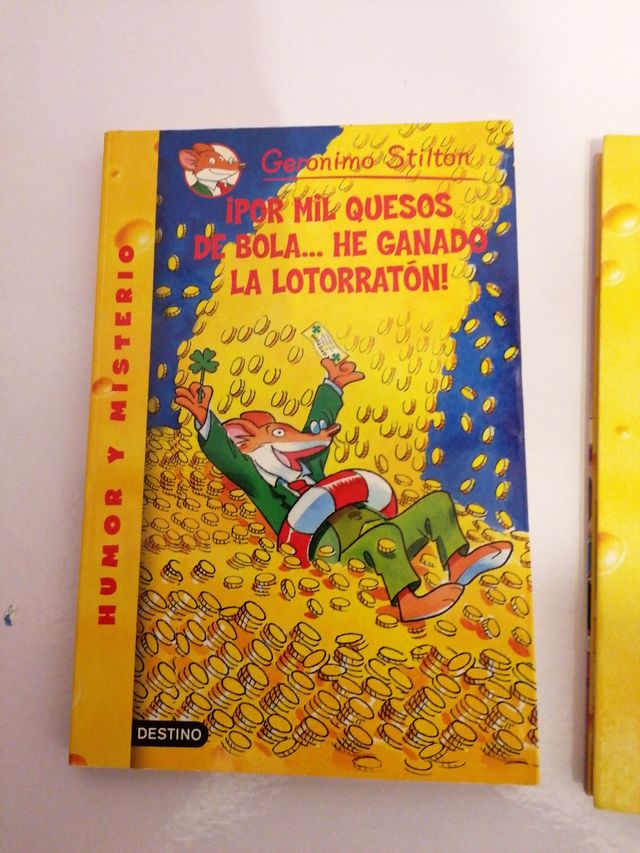 Geronimo Stilton
¡POR MIL QUESOS
DE BOLA... HE GANADO
LA LOTORRATÓN!
HUMOR Y MISTERIO
DESTINO